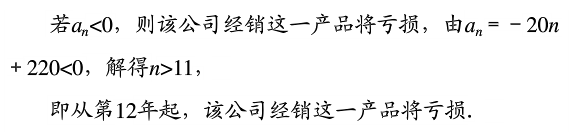 若aₙ<0，则该公司经销这一产品将亏损，由aₙ=－20n
+220<0，解得n>11，
即从第12年起，该公司经销这一产品将亏损.